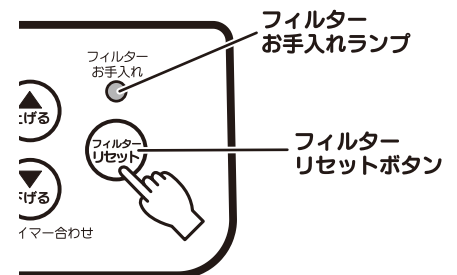 フィルター
お手入れランプ
フィルター
お手入れ
げる
フィルター
リセット
フィルター
リセットボタン
げる
イマー合わせ